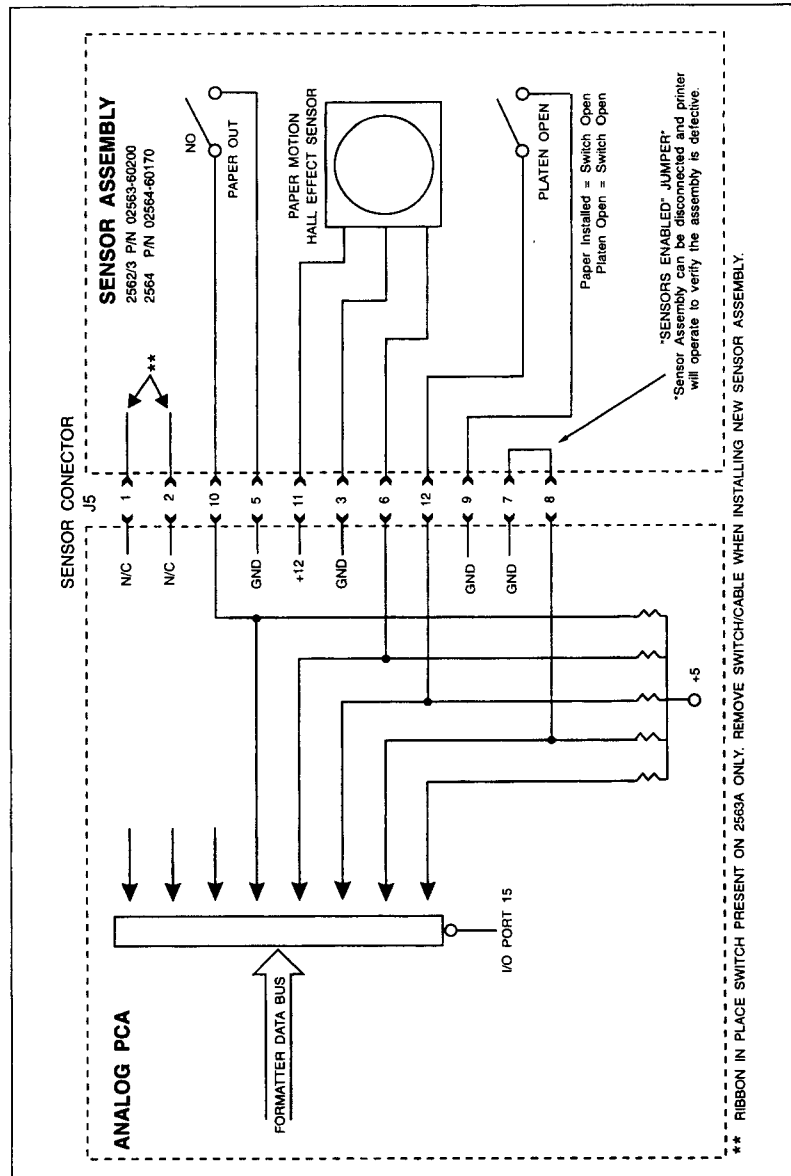 SENSOR CONECTOR
SENSOR ASSEMBLY
2562/3 P/N 02563-60200
2564 P/N 02564-60170
**
NO
PAPER OUT
PAPER MOTION
HALL EFFECT SENSOR
PLATEN OPEN
Paper Installed = Switch Open
Platen Open = Switch Open
"SENSORS ENABLED" JUMPER"
"Sensor Assembly can be disconnected and printer
will operate to verify the assembly is defective.
J5
1
2
10
5
11
3
6
12
9
7
8
N/C
N/C
GND
+12
GND
GND
GND
+5
ANALOG PCA
FORMATTER DATA BUS
I/O PORT 15
** RIBBON IN PLACE SWITCH PRESENT ON 2563A ONLY. REMOVE SWITCH/CABLE WHEN INSTALLING NEW SENSOR ASSEMBLY.